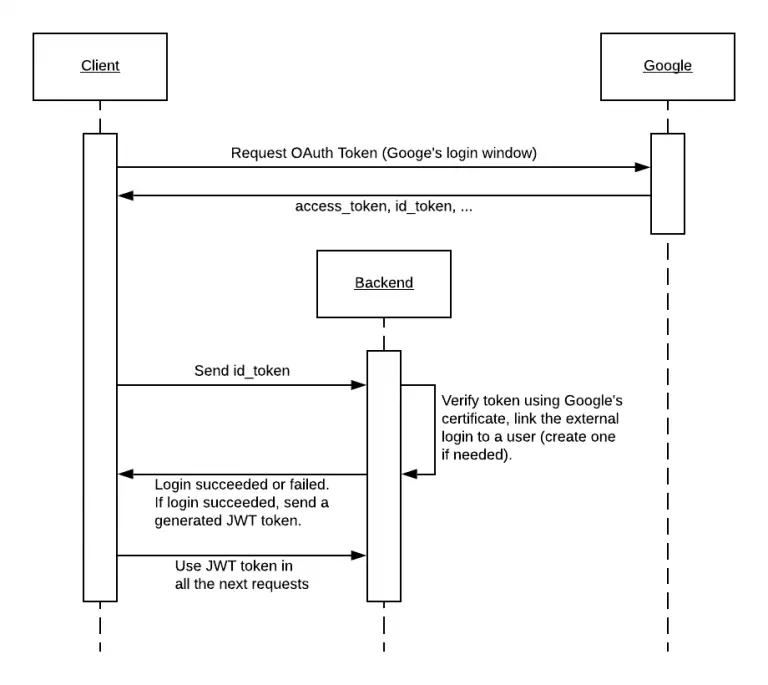 Client
Google
Request OAuth Token (Googe's login window)
access_token, id_token, ...
Backend
Send id_token
Verify token using Google's
certificate, link the external
login to a user (create one
if needed).
Login succeeded or failed.
If login succeeded, send a
generated JWT token.
Use JWT token in
all the next requests